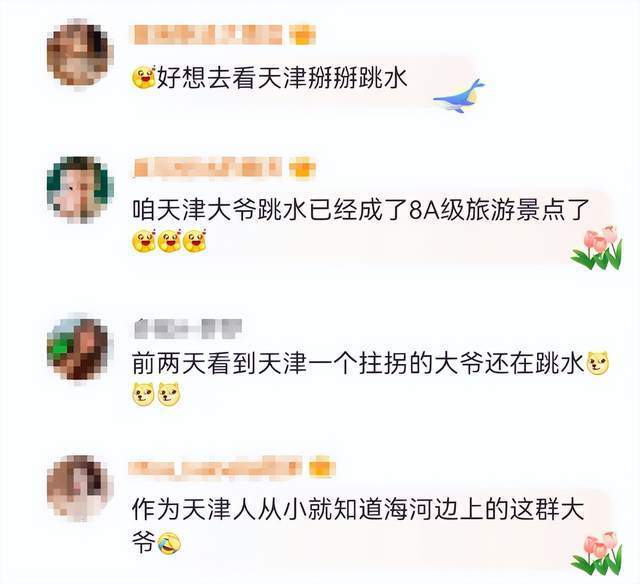 好想去看天津掰掰跳水
咱天津大爷跳水已经成了8A级旅游景点了
前两天看到天津一个拄拐的大爷还在跳水
作为天津人从小就知道海河边上的这群大
爷